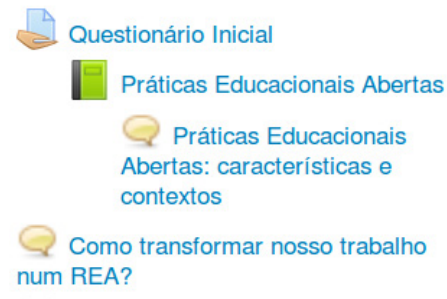 Questionário Inicial
Práticas Educacionais Abertas
Práticas Educacionais
Abertas: características e
contextos
Como transformar nosso trabalho
num REA?